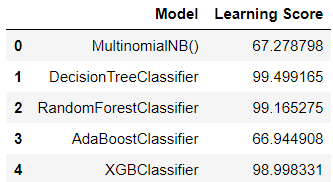 Model Learning Score
0 MultinomialNB() 67.278798
1 DecisionTreeClassifier 99.499165
2 RandomForestClassifier 99.165275
3 AdaBoostClassifier 66.944908
4 XGBClassifier 98.998331